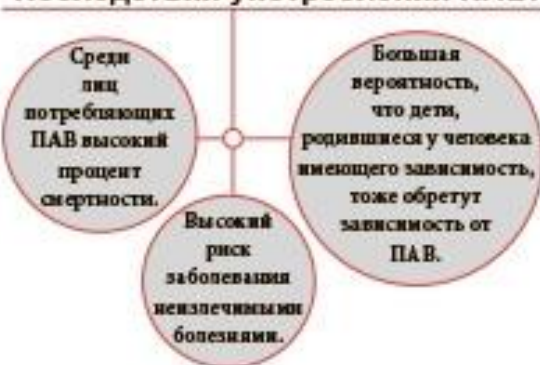 Среди
лиц
потребляющих
ПАВ высокий
процент
смертности.
Большая
вероятность,
что дети,
родившиеся у человека
имеющего зависимость,
тоже обретут
зависимость от
ПАВ.
Высокий
риск
заболевания
неизлечимыми
болезнями.